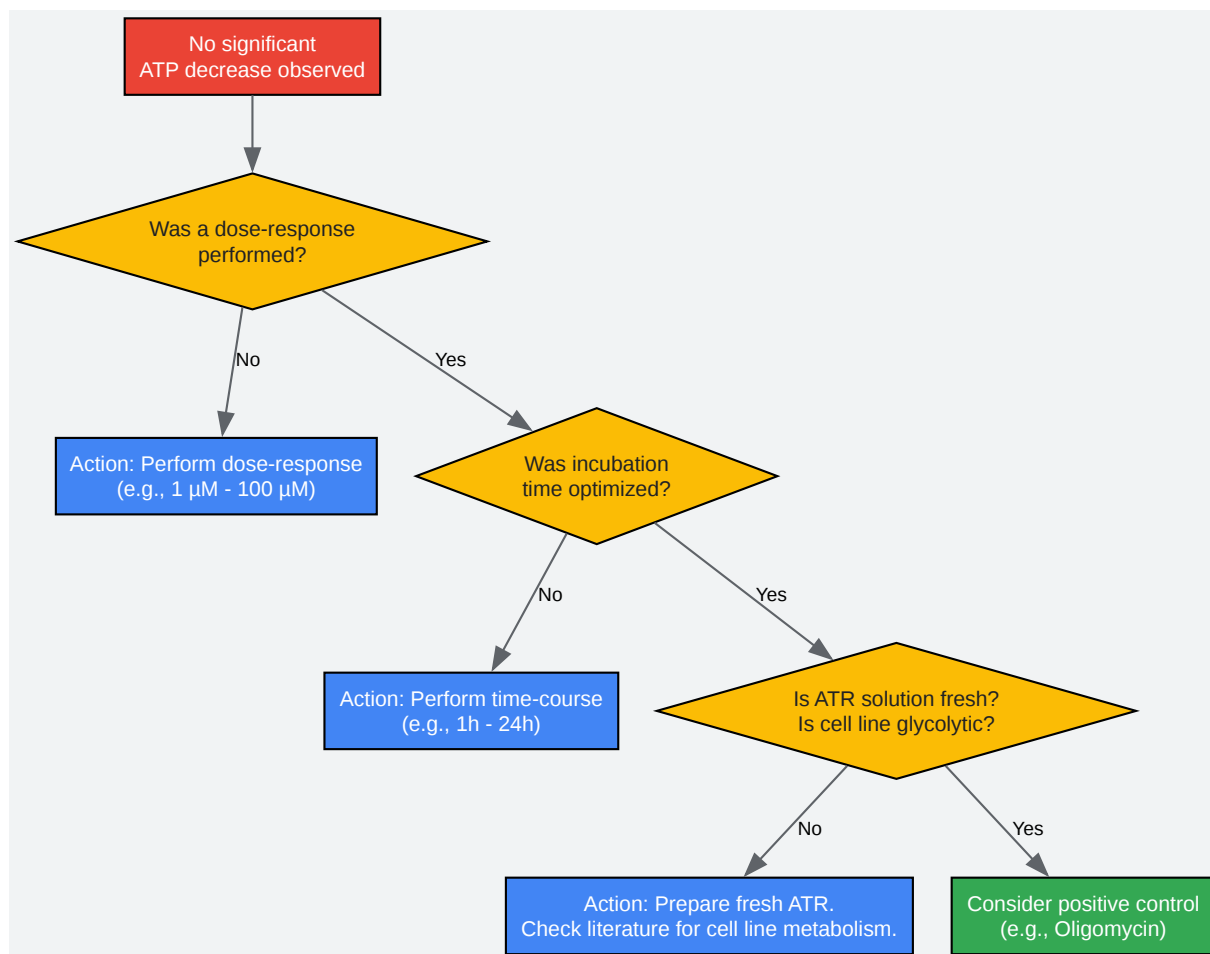 No significant
ATP decrease observed
Was a dose-response
performed?
No
Yes
Action: Perform dose-response
(e.g., 1 µM - 100 µM)
Was incubation
time optimized?
No
Yes
Action: Perform time-course
(e.g., 1h - 24h)
Is ATR solution fresh?
Is cell line glycolytic?
No
Yes
Action: Prepare fresh ATR.
Check literature for cell line metabolism.
Consider positive control
(e.g., Oligomycin)